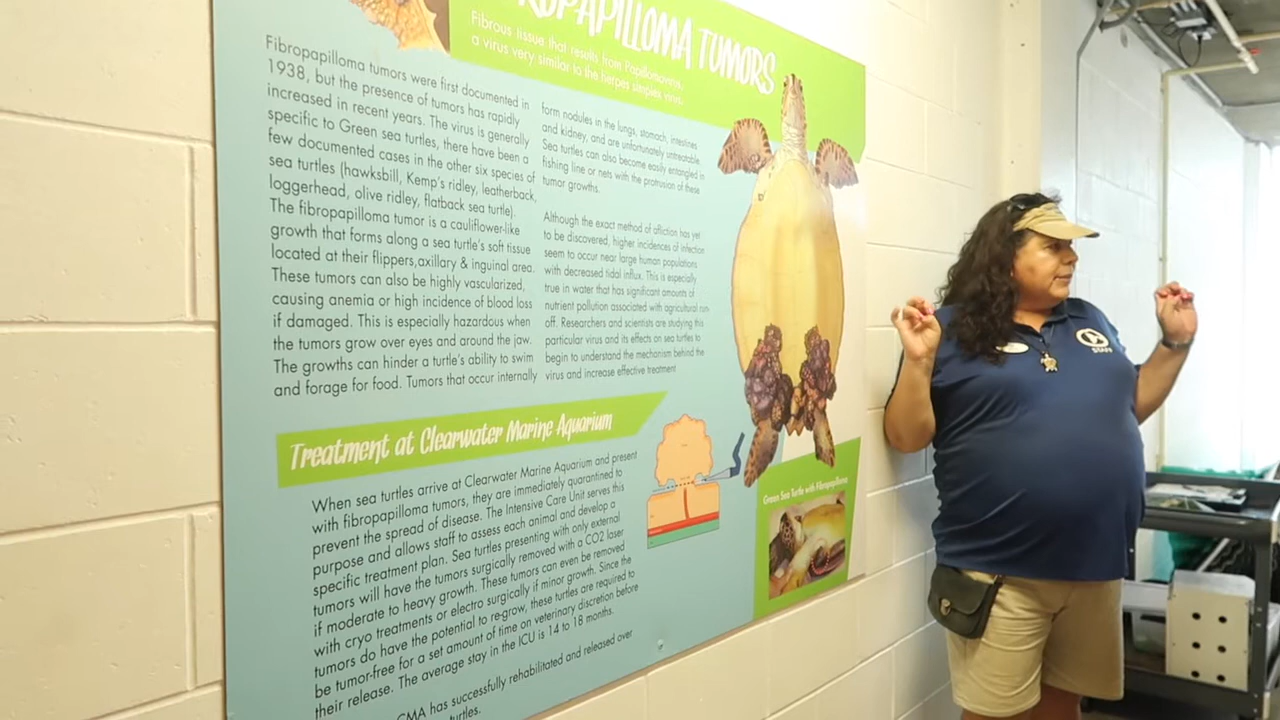 PAPILLOMA TUMORS
Fibrous tissue that results from Papillomavirus,
a virus very similar to the herpes simplex virus.
Fibropapilloma tumors were first documented in
1938, but the presence of tumors has rapidly
increased in recent years. The virus is generally
specific to Green sea turtles, there have been a
few documented cases in the other six species of
sea turtles (hawksbill, Kemp's ridley, leatherback,
loggerhead, olive ridley, flatback sea turtle).
The fibropapilloma tumor is a cauliflower-like
growth that forms along a sea turtle's soft tissue
located at their flippers,axillary & inguinal area.
These tumors can also be highly vascularized,
causing anemia or high incidence of blood loss
if damaged. This is especially hazardous when
the tumors grow over eyes and around the jaw.
The growths can hinder a turtle's ability to swim
and forage for food. Tumors that occur internally
form nodules in the lungs, stomach, intestines
and kidney, and are unfortunately untreatable.
Sea turtles can also become easily entangled in
fishing line or nets with the protrusion of these
tumor growths.
Although the exact method of affliction has yet
to be discovered, higher incidences of infection
seem to occur near large human populations
with decreased tidal influx. This is especially
true in water that has significant amounts of
nutrient pollution associated with agricultural run-
off. Researchers and scientists are studying this
particular virus and its effects on sea turtles to
begin to understand the mechanism behind the
virus and increase effective treatment
Treatment at Clearwater Marine Aquarium
When sea turtles arrive at Clearwater Marine Aquarium and present
with fibropapilloma tumors, they are immediately quarantined to
prevent the spread of disease. The Intensive Care Unit serves this
purpose and allows staff to assess each animal and develop a
specific treatment plan. Sea turtles presenting with only external
tumors will have the tumors surgically removed with a CO2 laser
if moderate to heavy growth. These tumors can even be removed
with cryo treatments or electro surgically if minor growth. Since the
tumors do have the potential to re-grow, these turtles are required to
be tumor-free for a set amount of time on veterinary discretion before
their release. The average stay in the ICU is 14 to 18 months.
CMA has successfully rehabilitated and released over
turtles.
Green Sea Turtle with Fibropapilloma
STAFF